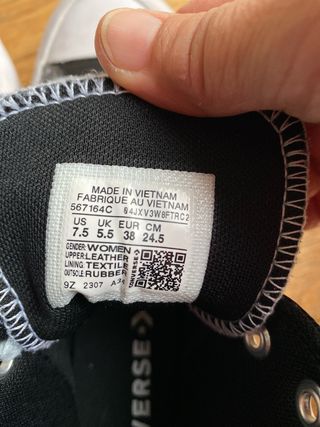 MADE IN VIETNAM
FABRIQUE AU VIETNAM
567164C 04JXV3W8FTRC2
US UK EUR CM
7.5 5.5 38 24.5
GENDER:WOMEN
UPPER:LEATHER
LINING:TEXTILE
OUTSOLE:RUBBER
9Z 2307
CONVERSE
VERSE